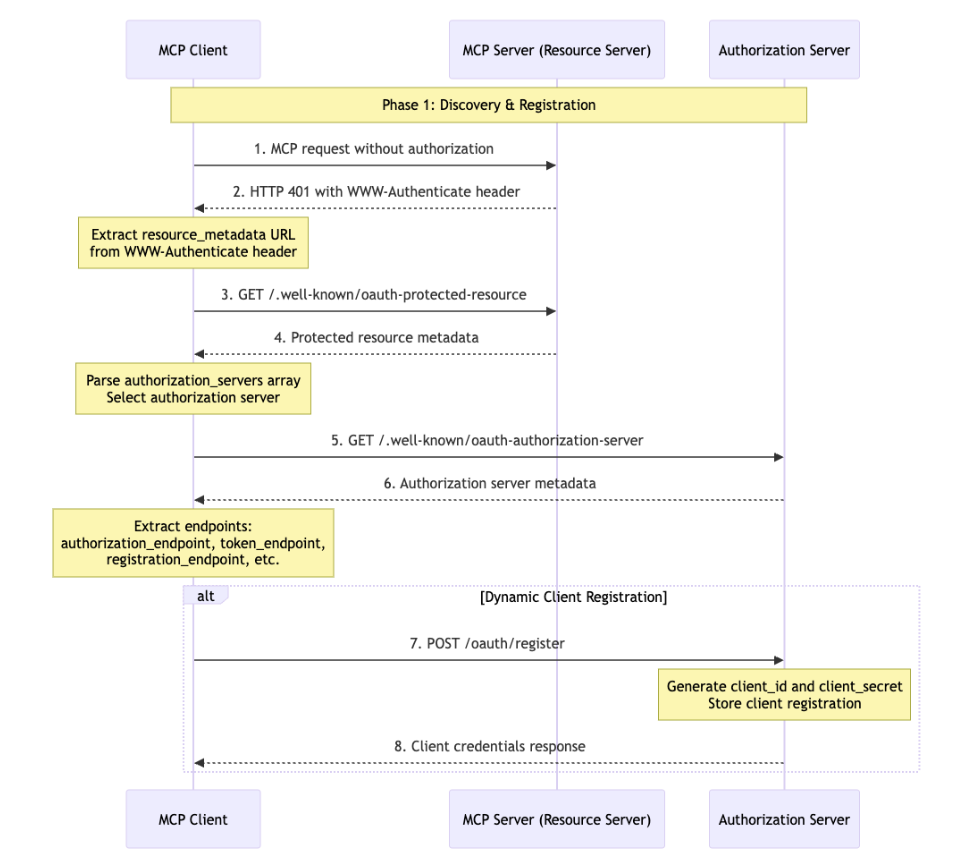 MCP Client
MCP Server (Resource Server)
Authorization Server
Phase 1: Discovery & Registration
1. MCP request without authorization
2. HTTP 401 with WWW-Authenticate header
Extract resource_metadata URL
from WWW-Authenticate header
3. GET /.well-known/oauth-protected-resource
4. Protected resource metadata
Parse authorization_servers array
Select authorization server
5. GET /.well-known/oauth-authorization-server
6. Authorization server metadata
Extract endpoints:
authorization_endpoint, token_endpoint,
registration_endpoint, etc.
alt
[Dynamic Client Registration]
7. POST /oauth/register
Generate client_id and client_secret
Store client registration
8. Client credentials response
MCP Client
MCP Server (Resource Server)
Authorization Server